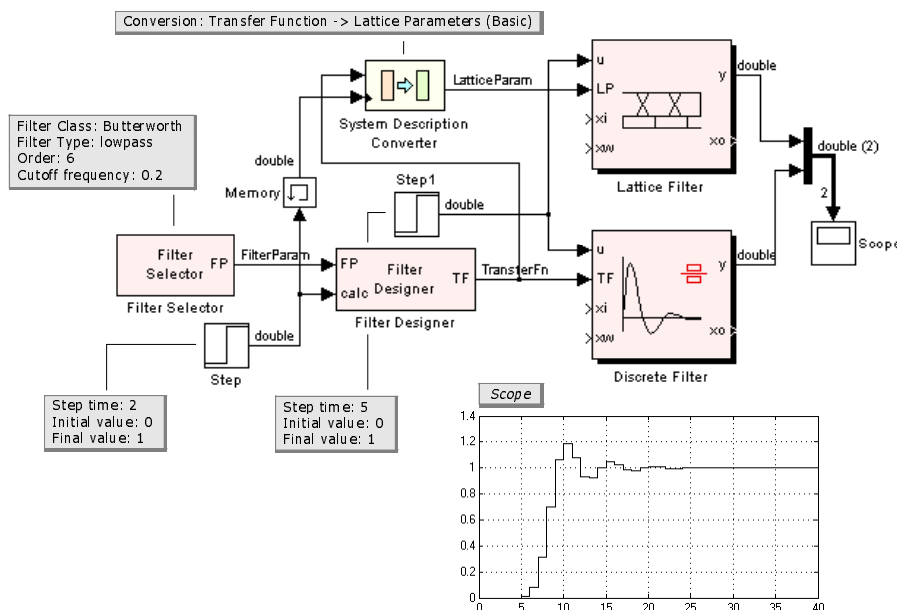 Conversion: Transfer Function -> Lattice Parameters (Basic)
System Description
Converter
LatticeParam
u
LP
xi
xw
y
xo
double
Lattice Filter
Filter Class: Butterworth
Filter Type: lowpass
Order: 6
Cutoff frequency: 0.2
double
Memory
Step1
double
double (2)
2
Scope
Filter
Selector
FP
Filter Selector
FilterParam
FP
calc
Filter
Designer
TF
Filter Designer
TransferFn
u
TF
xi
xw
y
xo
double
Discrete Filter
double
Step
Step time: 2
Initial value: 0
Final value: 1
Step time: 5
Initial value: 0
Final value: 1
Scope
1.4
1.2
1
0.8
0.6
0.4
0.2
0
0 5 10 15 20 25 30 35 40